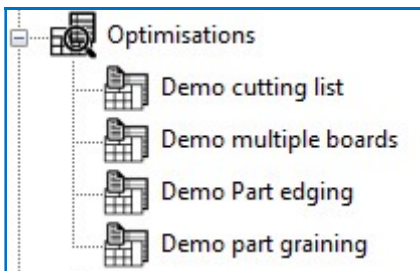 Optimisations
Demo cutting list
Demo multiple boards
Demo Part edging
Demo part graining